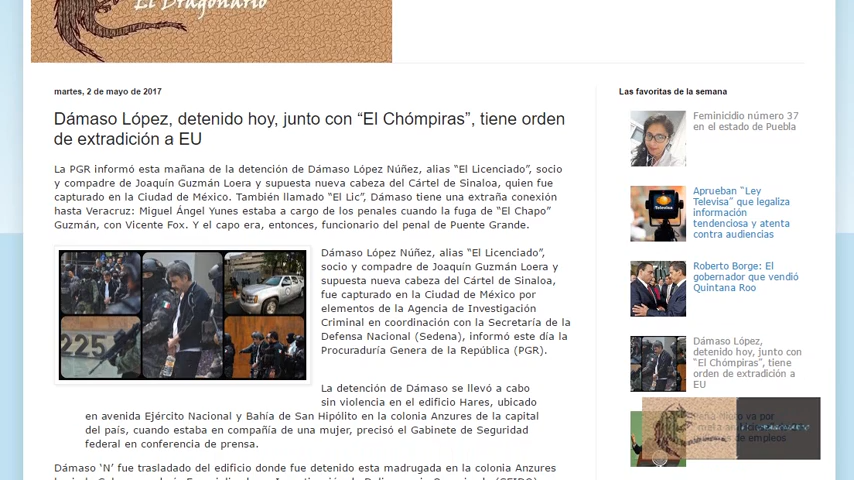 El Dragonario
martes, 2 de mayo de 2017
Dámaso López, detenido hoy, junto con “El Chómpiras”, tiene orden
de extradición a EU
La PGR informó esta mañana de la detención de Dámaso López Núñez, alias “El Licenciado”, socio
y compadre de Joaquín Guzmán Loera y supuesta nueva cabeza del Cártel de Sinaloa, quien fue
capturado en la Ciudad de México. También llamado “El Lic”, Dámaso tiene una extraña conexión
hasta Veracruz: Miguel Ángel Yunes estaba a cargo de los penales cuando la fuga de “El Chapo”
Guzmán, con Vicente Fox. Y el capo era, entonces, funcionario del penal de Puente Grande.
225
Dámaso López Núñez, alias “El Licenciado”,
socio y compadre de Joaquín Guzmán Loera y
supuesta nueva cabeza del Cártel de Sinaloa,
fue capturado en la Ciudad de México por
elementos de la Agencia de Investigación
Criminal en coordinación con la Secretaría de la
Defensa Nacional (Sedena), informó este día la
Procuraduría Genera de la República (PGR).
La detención de Dámaso se llevó a cabo
sin violencia en el edificio Hares, ubicado
en avenida Ejército Nacional y Bahía de San Hipólito en la colonia Anzures de la capital
del país, cuando estaba en compañía de una mujer, precisó el Gabinete de Seguridad
federal en conferencia de prensa.
Dámaso ‘N’ fue trasladado del edificio donde fue detenido esta madrugada en la colonia Anzures
Las favoritas de la semana
Feminicidio número 37
en el estado de Puebla
Televisa
Aprueban “Ley
Televisa” que legaliza
información
tendenciosa y atenta
contra audiencias
Roberto Borge: El
gobernador que vendió
Quintana Roo
Dámaso López,
detenido hoy, junto con
“El Chómpiras”, tiene
orden de extradición a
EU
Peña Nieto va por
de empleos